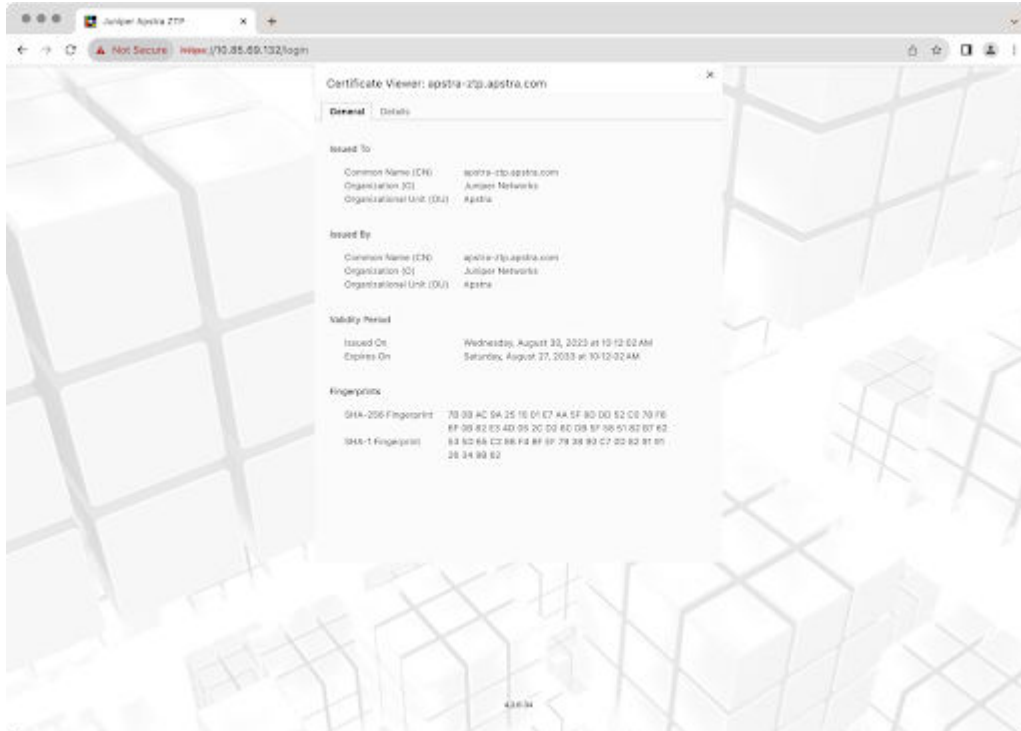 Juniper Apstra ZTP
Not Secure https://10.85.69.132/login
Certificate Viewer: apstra-ztp.apstra.com
General Details
Issued To
Common Name (CN) apstra-ztp.apstra.com
Organization (O) Juniper Networks
Organizational Unit (OU) Apstra
Issued By
Common Name (CN) apstra-ztp.apstra.com
Organization (O) Juniper Networks
Organizational Unit (OU) Apstra
Validity Period
Issued On Wednesday, August 30, 2023 at 10:12:02 AM
Expires On Saturday, August 27, 2033 at 10:12:02 AM
Fingerprints
SHA-256 Fingerprint
SHA-1 Fingerprint